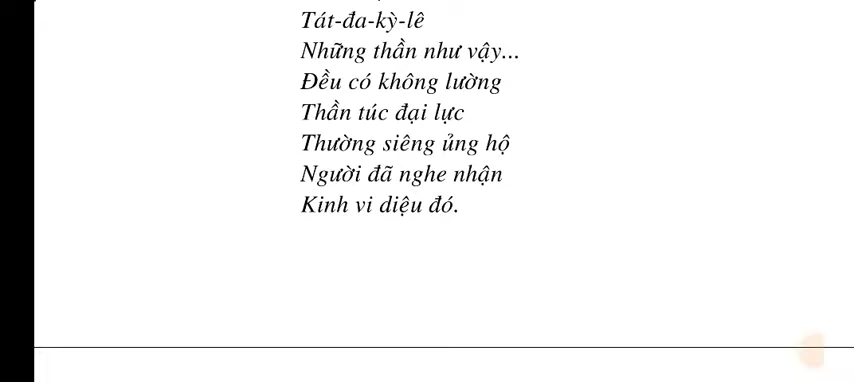 Tát-đa-kỳ-lê
Những thần như vậy...
Đều có không lường
Thần túc đại lực
Thường siêng ủng hộ
Người đã nghe nhận
Kinh vi diệu đó.